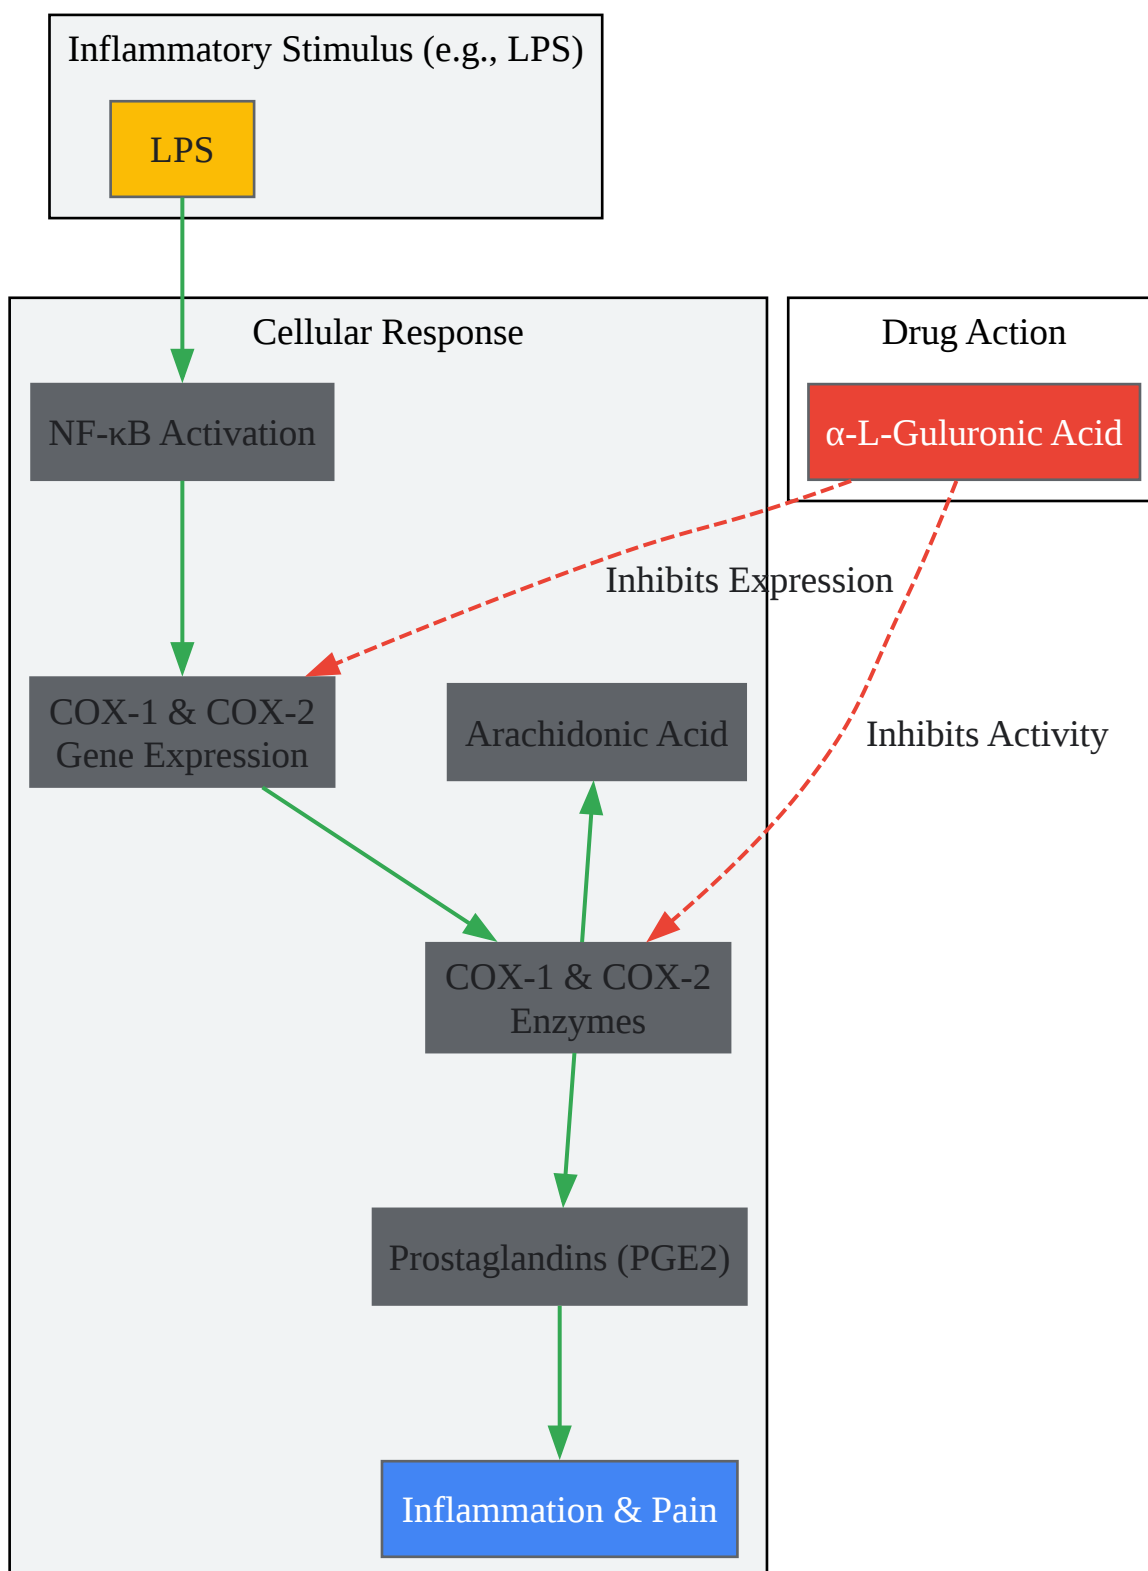 Inflammatory Stimulus (e.g., LPS)
LPS
Cellular Response
Drug Action
NF-κB Activation
α-L-Guluronic Acid
Inhibits Expression
COX-1 & COX-2
Gene Expression
Arachidonic Acid
Inhibits Activity
COX-1 & COX-2
Enzymes
Prostaglandins (PGE2)
Inflammation & Pain